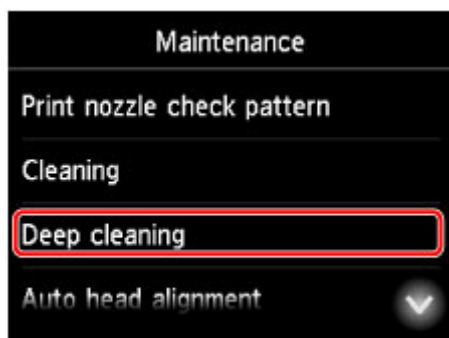 Maintenance
Print nozzle check pattern
Cleaning
Deep cleaning
Auto head alignment